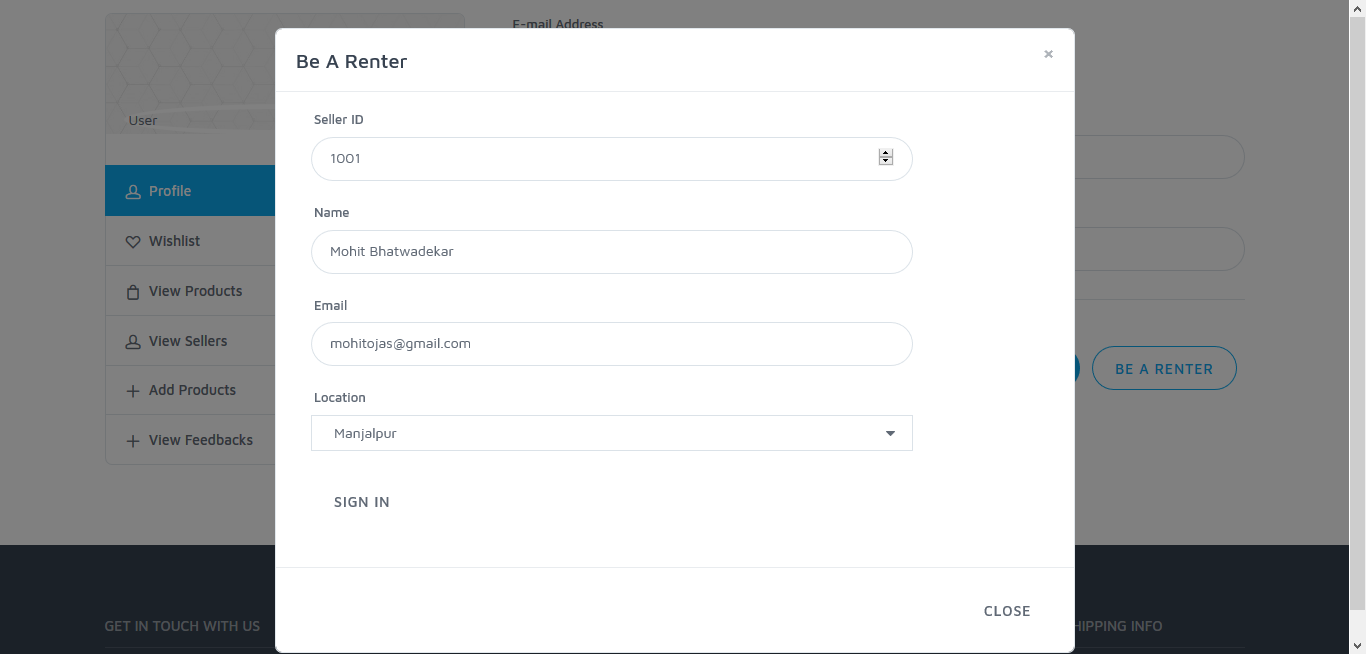 E-mail Address
User
Profile
Wishlist
View Products
View Sellers
Add Products
View Feedbacks
Be A Renter
×
Seller ID
1001
Name
Mohit Bhatwadekar
Email
mohitojas@gmail.com
Location
Manjalpur
SIGN IN
CLOSE
BE A RENTER
GET IN TOUCH WITH US
HIPPING INFO